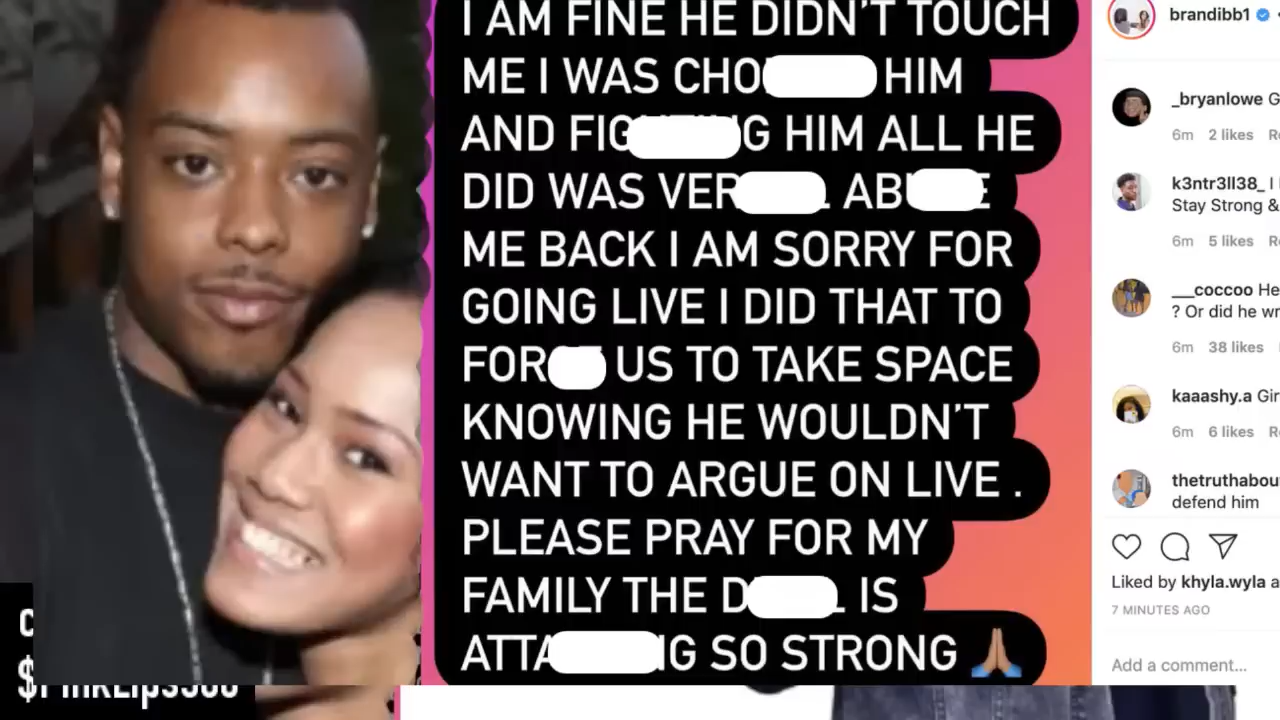 I AM FINE HE DIDN'T TOUCH
ME I WAS CHO HIM
AND FIG G HIM ALL HE
DID WAS VER AB E
ME BACK I AM SORRY FOR
GOING LIVE I DID THAT TO
FOR US TO TAKE SPACE
KNOWING HE WOULDN'T
WANT TO ARGUE ON LIVE .
PLEASE PRAY FOR MY
FAMILY THE D IS
ATTA G SO STRONG 🙏🏽
brandibb1
_bryanlowe G
6m 2 likes R
k3ntr3ll38_ I
Stay Strong &
6m 5 likes R
___coccoo He
? Or did he wr
6m 38 likes
kaaashy.a Gir
6m 6 likes R
thetruthabou
defend him
Liked by khyla.wyla a
7 MINUTES AGO
Add a comment...